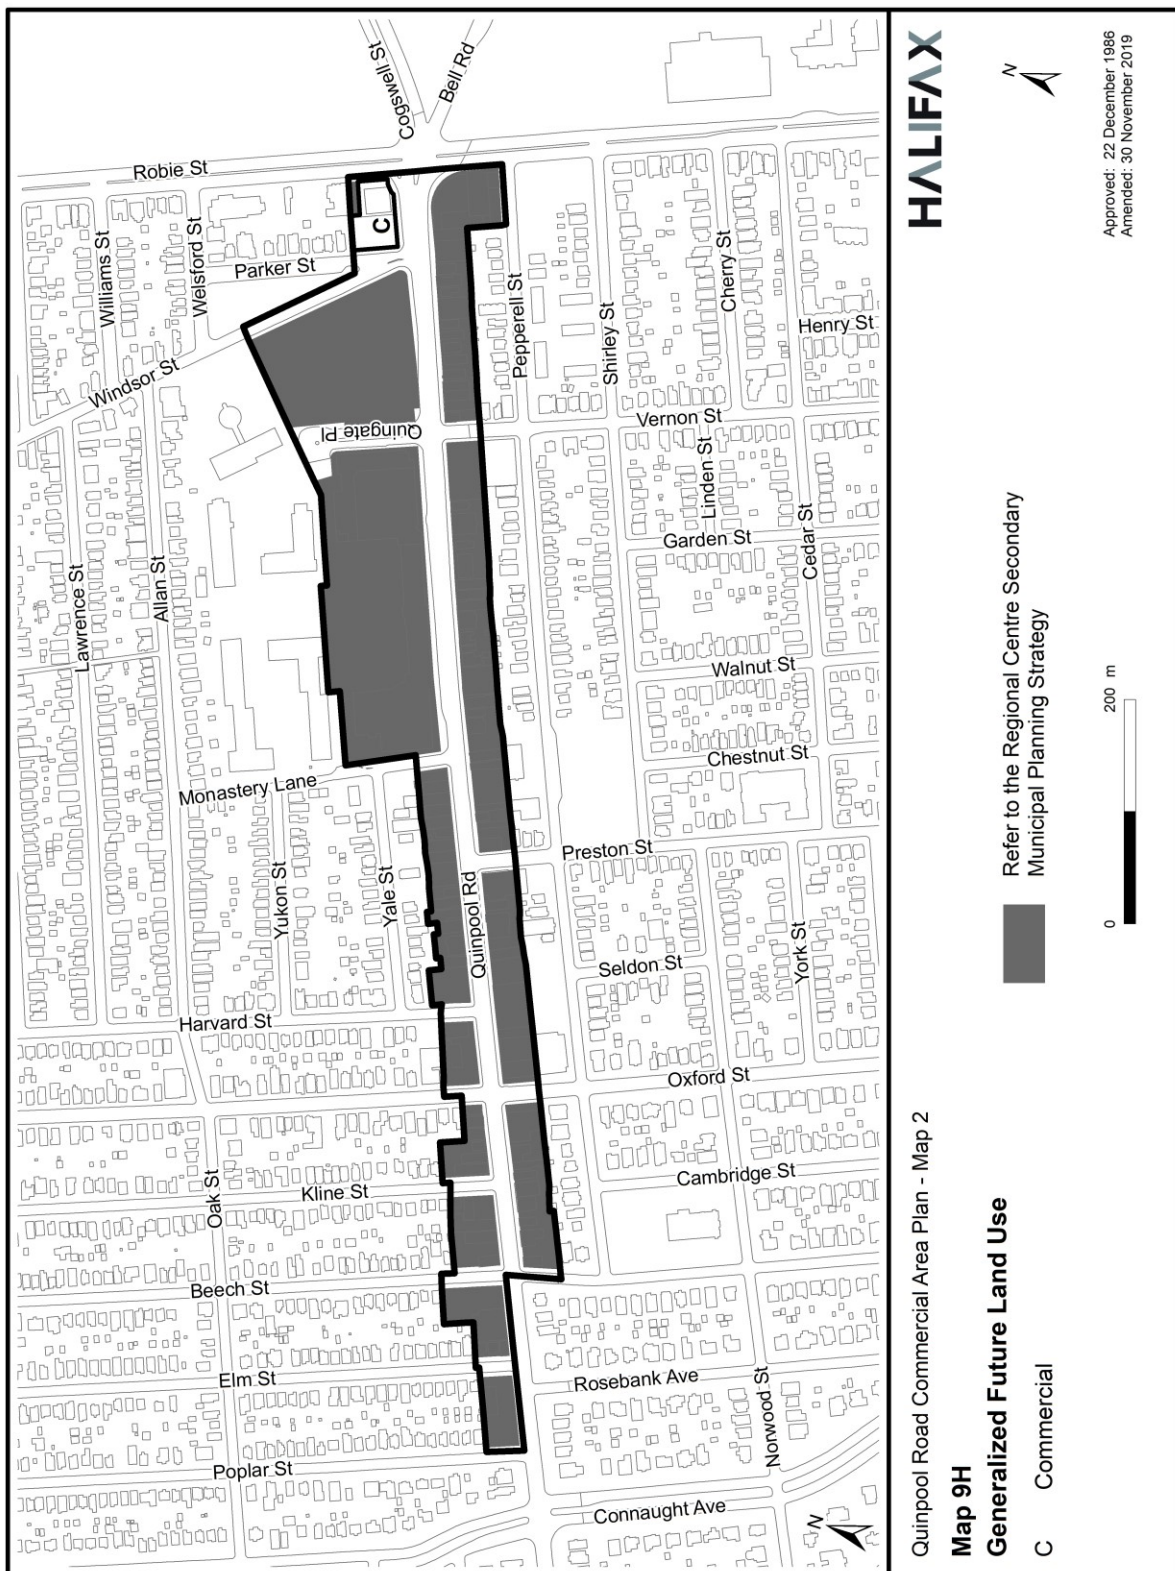 Cogswell St
Bell Rd
Robie St
Williams St
Welsford St
Parker St
C
Windsor St
Quingate Pl
Pepperell St
Shirley St
Cherry St
Henry St
Vernon St
Linden St
Garden St
Cedar St
Lawrence St
Allan St
Walnut St
Chestnut St
Monastery Lane
Yukon St
Yale St
Quinpool Rd
Preston St
Seldon St
York St
Harvard St
Oxford St
Oak St
Kline St
Cambridge St
Beech St
Elm St
Rosebank Ave
Norwood St
Poplar St
Connaught Ave
N
Quinpool Road Commercial Area Plan - Map 2
Map 9H
Generalized Future Land Use
C Commercial
Refer to the Regional Centre Secondary
Municipal Planning Strategy
0 200 m
HALIFAX
N
Approved: 22 December 1986
Amended: 30 November 2019